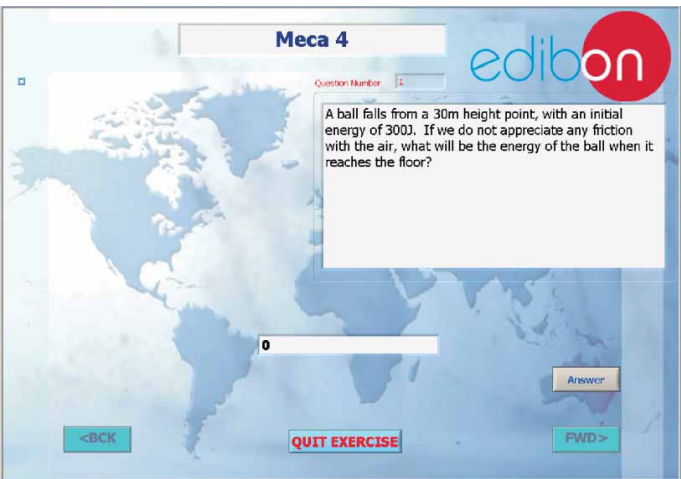 Meca 4
edibon
Question Number 1
A ball falls from a 30m height point, with an initial
energy of 300J. If we do not appreciate any friction
with the air, what will be the energy of the ball when it
reaches the floor?
0
Answer
<BCK
QUIT EXERCISE
FWD>